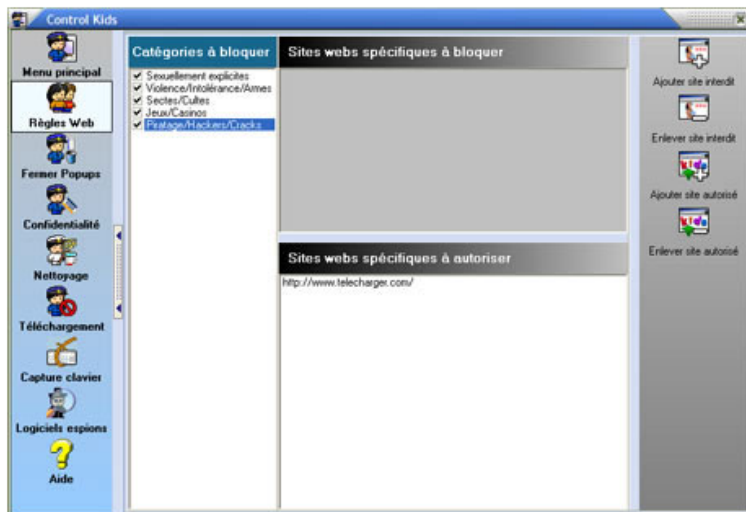 Control Kids
Menu principal
Règles Web
Fermer Popups
Confidentialité
Nettoyage
Téléchargement
Capture clavier
Logiciels espions
Aide
Catégories à bloquer
Sexuellement explicites
Violence/Intolérance/Armes
Sectes/Cultes
Jeux/Casinos
Piratage/Hackers/Cracks
Sites webs spécifiques à bloquer
Sites webs spécifiques à autoriser
http://www.telecharger.com/
Ajouter site interdit
Enlever site interdit
Ajouter site autorisé
Enlever site autorisé